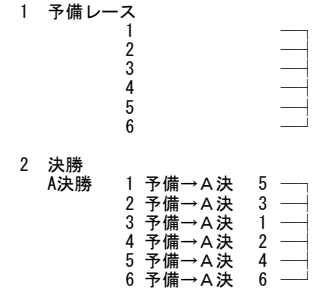 1 予備レース
1
2
3
4
5
6
2 決勝
A決勝 1 予備→A決 5
2 予備→A決 3
3 予備→A決 1
4 予備→A決 2
5 予備→A決 4
6 予備→A決 6